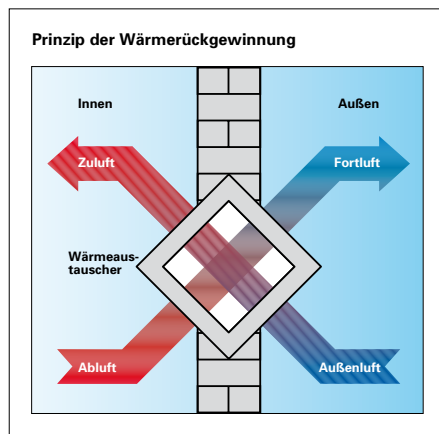 Prinzip der Wärmerückgewinnung
Innen
Außen
Zuluft
Fortluft
Wärmeaus-
tauscher
Abluft
Außenluft